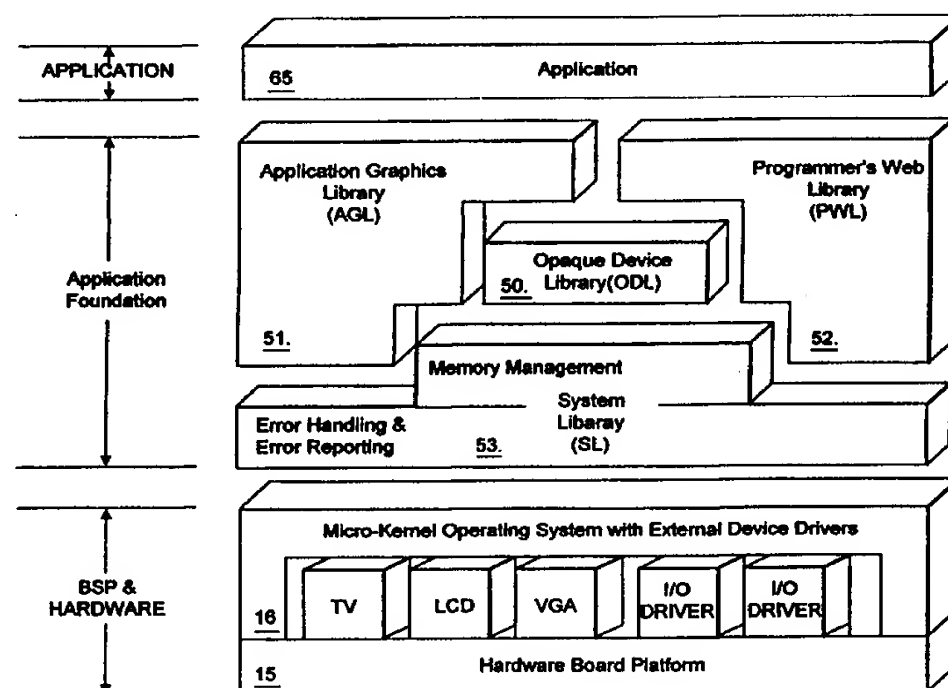 APPLICATION
65
Application
Application Graphics
Library
(AGL)
Programmer's Web
Library
(PWL)
Application
Foundation
Opaque Device
Library(ODL)
50.
51.
52.
Memory Management
System
Libaray
(SL)
Error Handling &
Error Reporting
53.
BSP &
HARDWARE
Micro-Kernel Operating System with External Device Drivers
TV
LCD
VGA
I/O
DRIVER
I/O
DRIVER
16
Hardware Board Platform
15